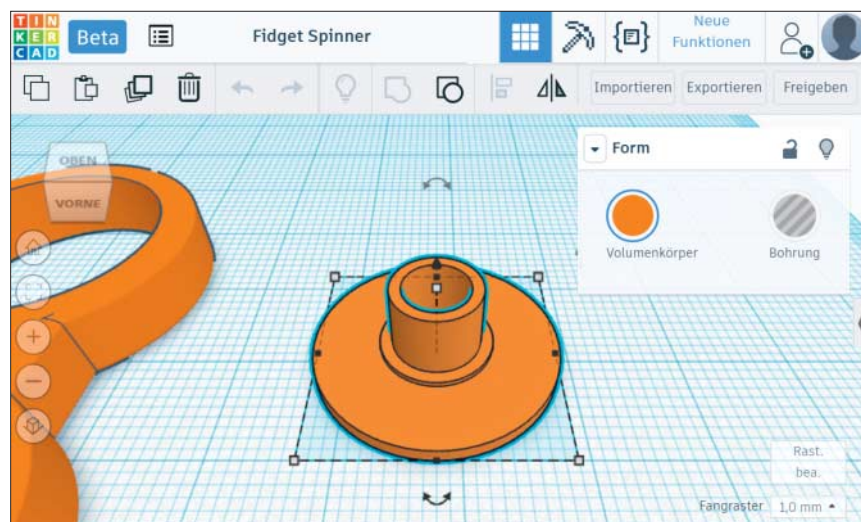 TIN
KER
CAD
Beta
Fidget Spinner
Neue
Funktionen
Importieren
Exportieren
Freigeben
OBEN
VORNE
Form
Volumenkörper
Bohrung
Rast.
bea.
Fangraster 1,0 mm